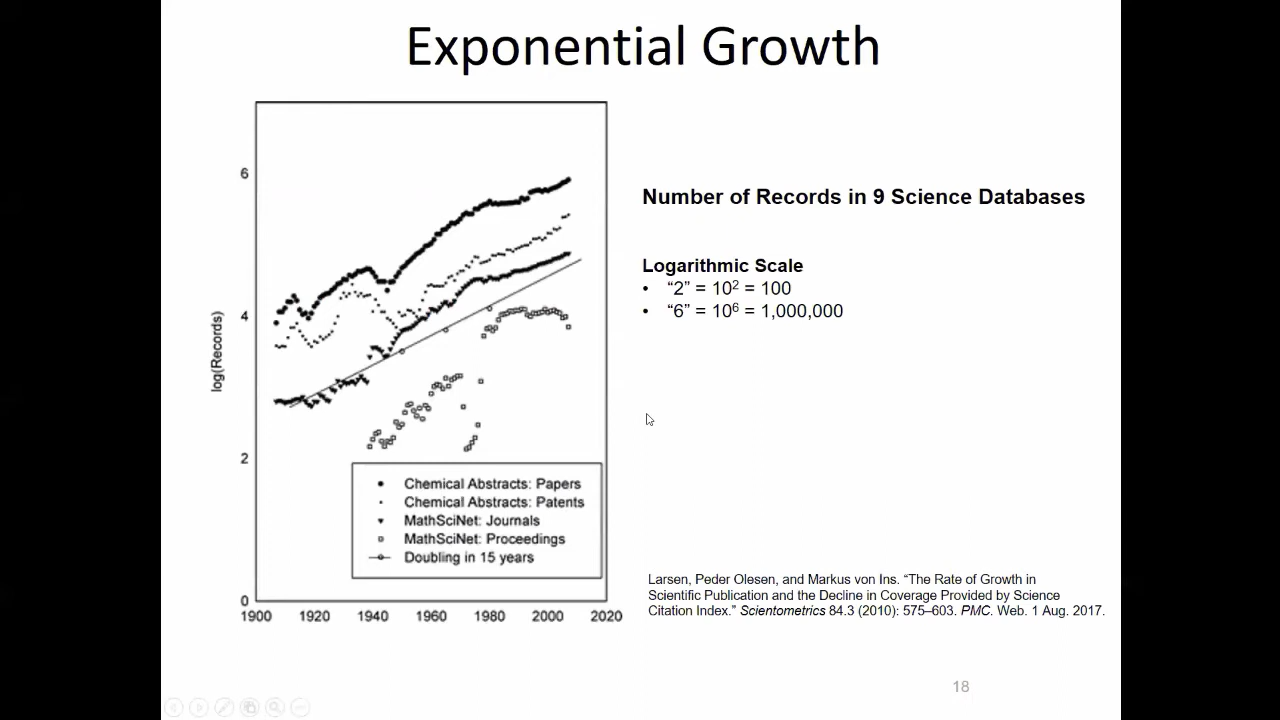 Exponential Growth
6
4
2
0
log(Records)
1900 1920 1940 1960 1980 2000 2020
Chemical Abstracts: Papers
Chemical Abstracts: Patents
MathSciNet: Journals
MathSciNet: Proceedings
Doubling in 15 years
Number of Records in 9 Science Databases
Logarithmic Scale
• “2” = 10² = 100
• “6” = 10⁶ = 1,000,000
Larsen, Peder Olesen, and Markus von Ins. “The Rate of Growth in
Scientific Publication and the Decline in Coverage Provided by Science
Citation Index.” Scientometrics 84.3 (2010): 575–603. PMC. Web. 1 Aug. 2017.
18